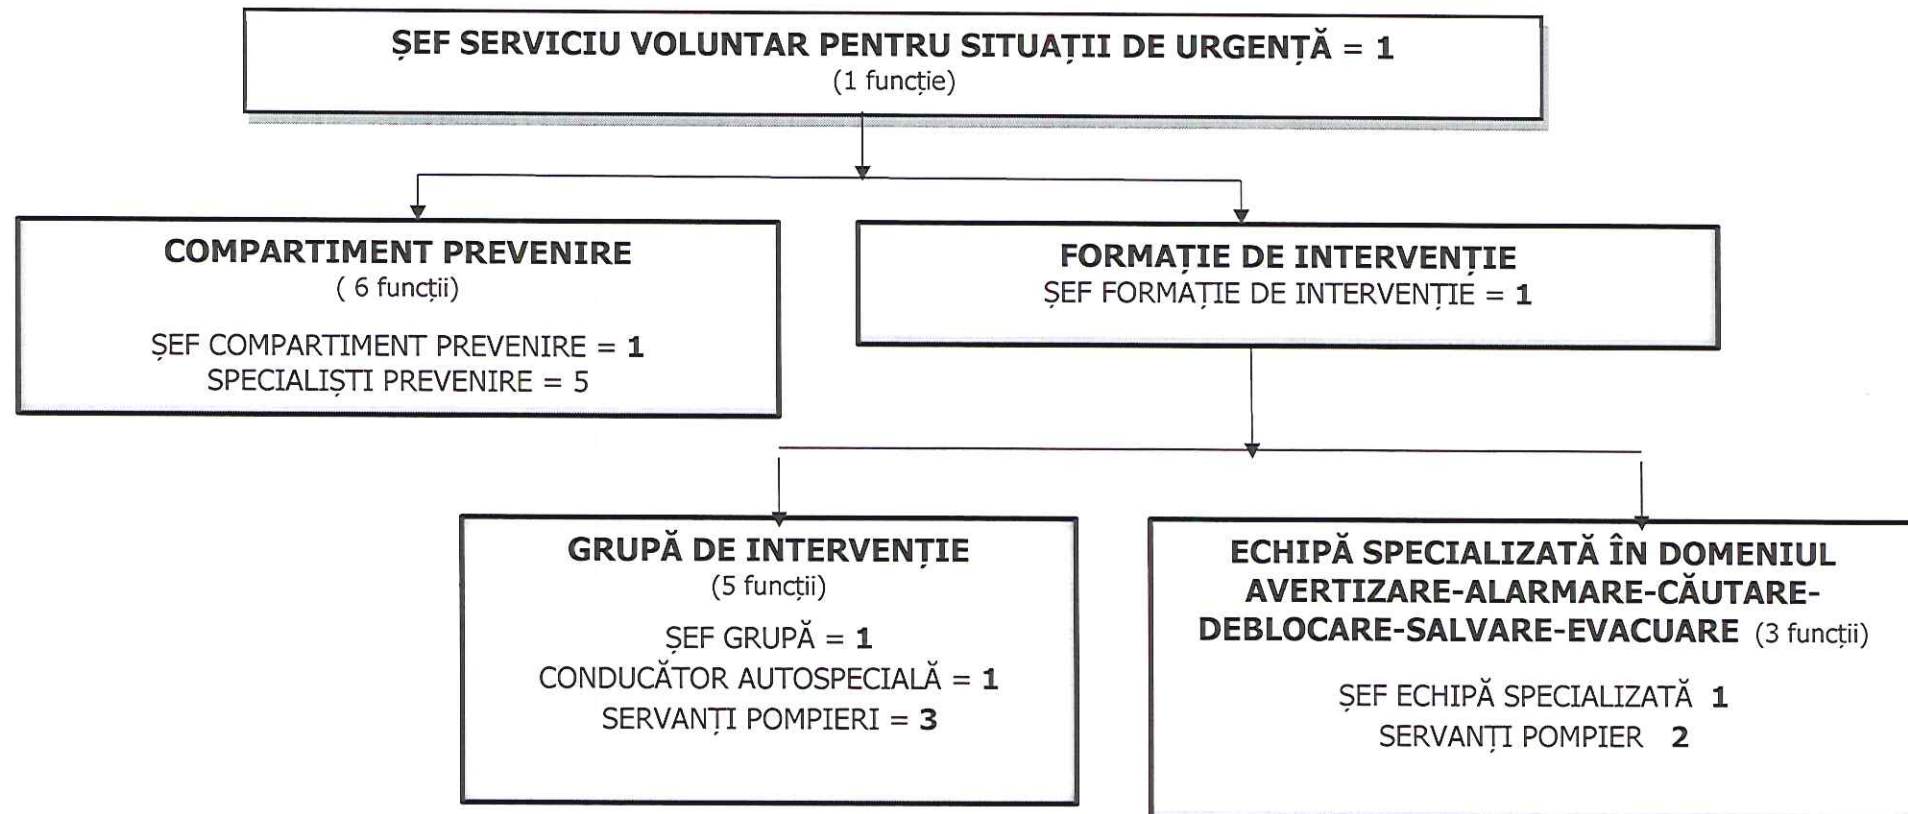 ȘEF SERVICIU VOLUNTAR PENTRU SITUAȚII DE URGENȚĂ = 1
(1 funcție)
COMPARTIMENT PREVENIRE
( 6 funcții)
ȘEF COMPARTIMENT PREVENIRE = 1
SPECIALIȘTI PREVENIRE = 5
FORMAȚIE DE INTERVENȚIE
ȘEF FORMAȚIE DE INTERVENȚIE = 1
GRUPĂ DE INTERVENȚIE
(5 funcții)
ȘEF GRUPĂ = 1
CONDUCĂTOR AUTOSPECIALĂ = 1
SERVANȚI POMPIERI = 3
ECHIPĂ SPECIALIZATĂ ÎN DOMENIUL
AVERTIZARE-ALARMARE-CĂUTARE-
DEBLOCARE-SALVARE-EVACUARE (3 funcții)
ȘEF ECHIPĂ SPECIALIZATĂ 1
SERVANȚI POMPIER 2